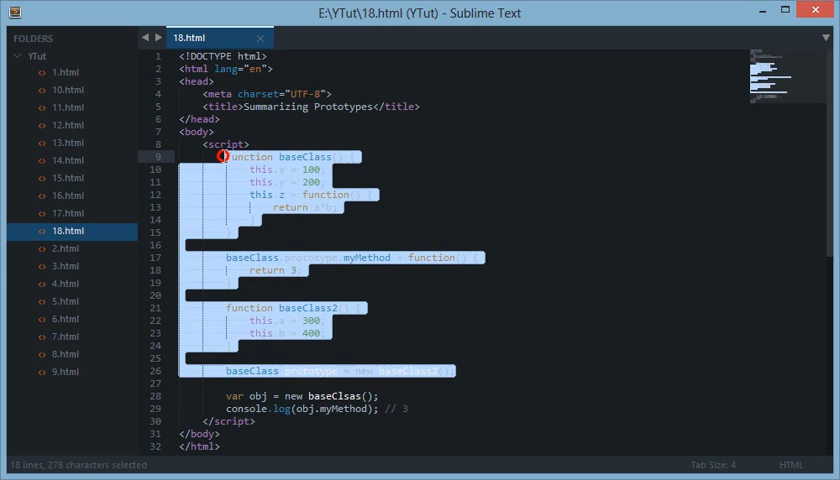 E:\YTut\18.html (YTut) - Sublime Text
FOLDERS
YTut
<> 1.html
<> 10.html
<> 11.html
<> 12.html
<> 13.html
<> 14.html
<> 15.html
<> 16.html
<> 17.html
<> 18.html
<> 2.html
<> 3.html
<> 4.html
<> 5.html
<> 6.html
<> 7.html
<> 8.html
<> 9.html
18.html
1 <!DOCTYPE html>
2 <html lang="en">
3 <head>
4 <meta charset="UTF-8">
5 <title>Summarizing Prototypes</title>
6 </head>
7 <body>
8 <script>
9 function baseClass() {
10 this.x = 100;
11 this.y = 200;
12 this.z = function() {
13 return a*b;
14 }
15 }
16
17 baseClass.prototype.myMethod = function() {
18 return 3;
19 }
20
21 function baseClass2() {
22 this.a = 300;
23 this.b = 400;
24 }
25
26 baseClass.prototype = new baseClass2();
27
28 var obj = new baseClsas();
29 console.log(obj.myMethod); // 3
30 </script>
31 </body>
32 </html>
18 lines, 278 characters selected
Tab Size: 4
HTML